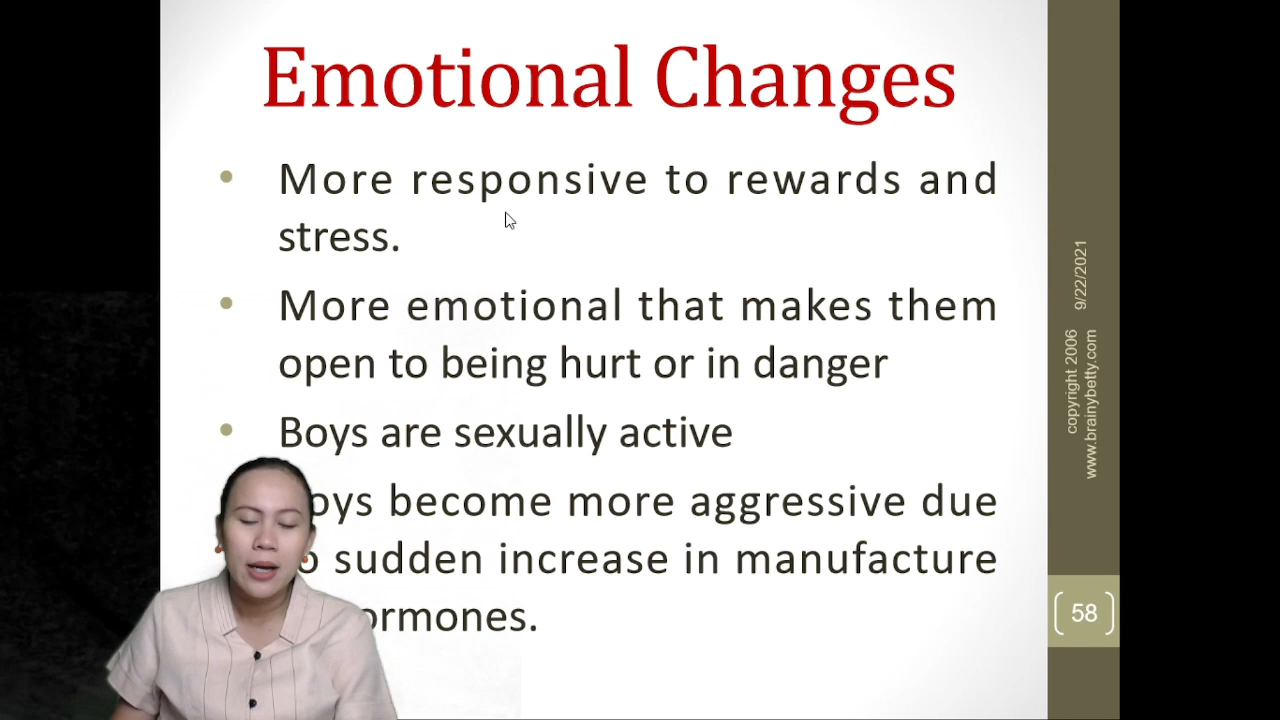 Emotional Changes
• More responsive to rewards and
stress.
• More emotional that makes them
open to being hurt or in danger
• Boys are sexually active
become more aggressive due
sudden increase in manufacture
58
copyright 2006
www.brainybetty.com
9/22/2021